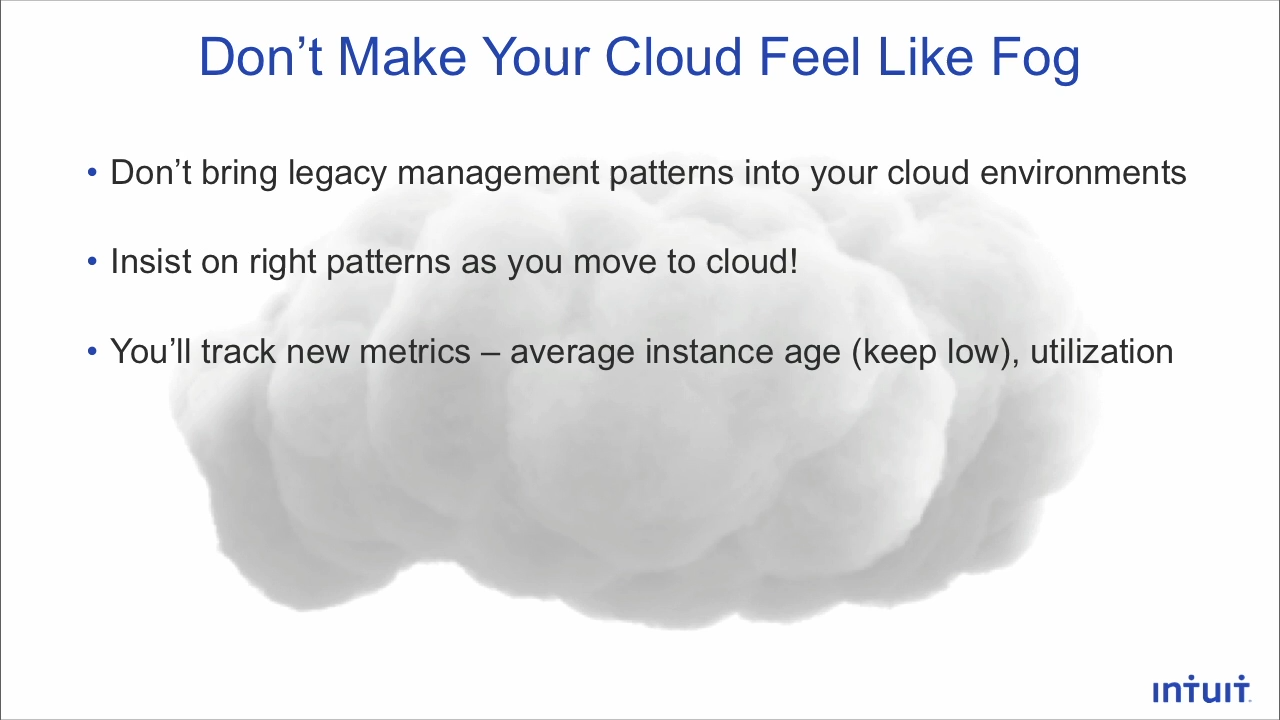 Don’t Make Your Cloud Feel Like Fog
• Don’t bring legacy management patterns into your cloud environments
• Insist on right patterns as you move to cloud!
• You’ll track new metrics – average instance age (keep low), utilization
intuit